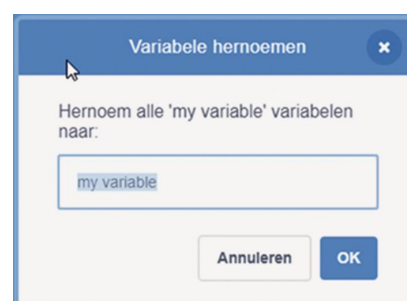 Variabele hernoemen
Hernoem alle 'my variable' variabelen
naar:
my variable
Annuleren
OK